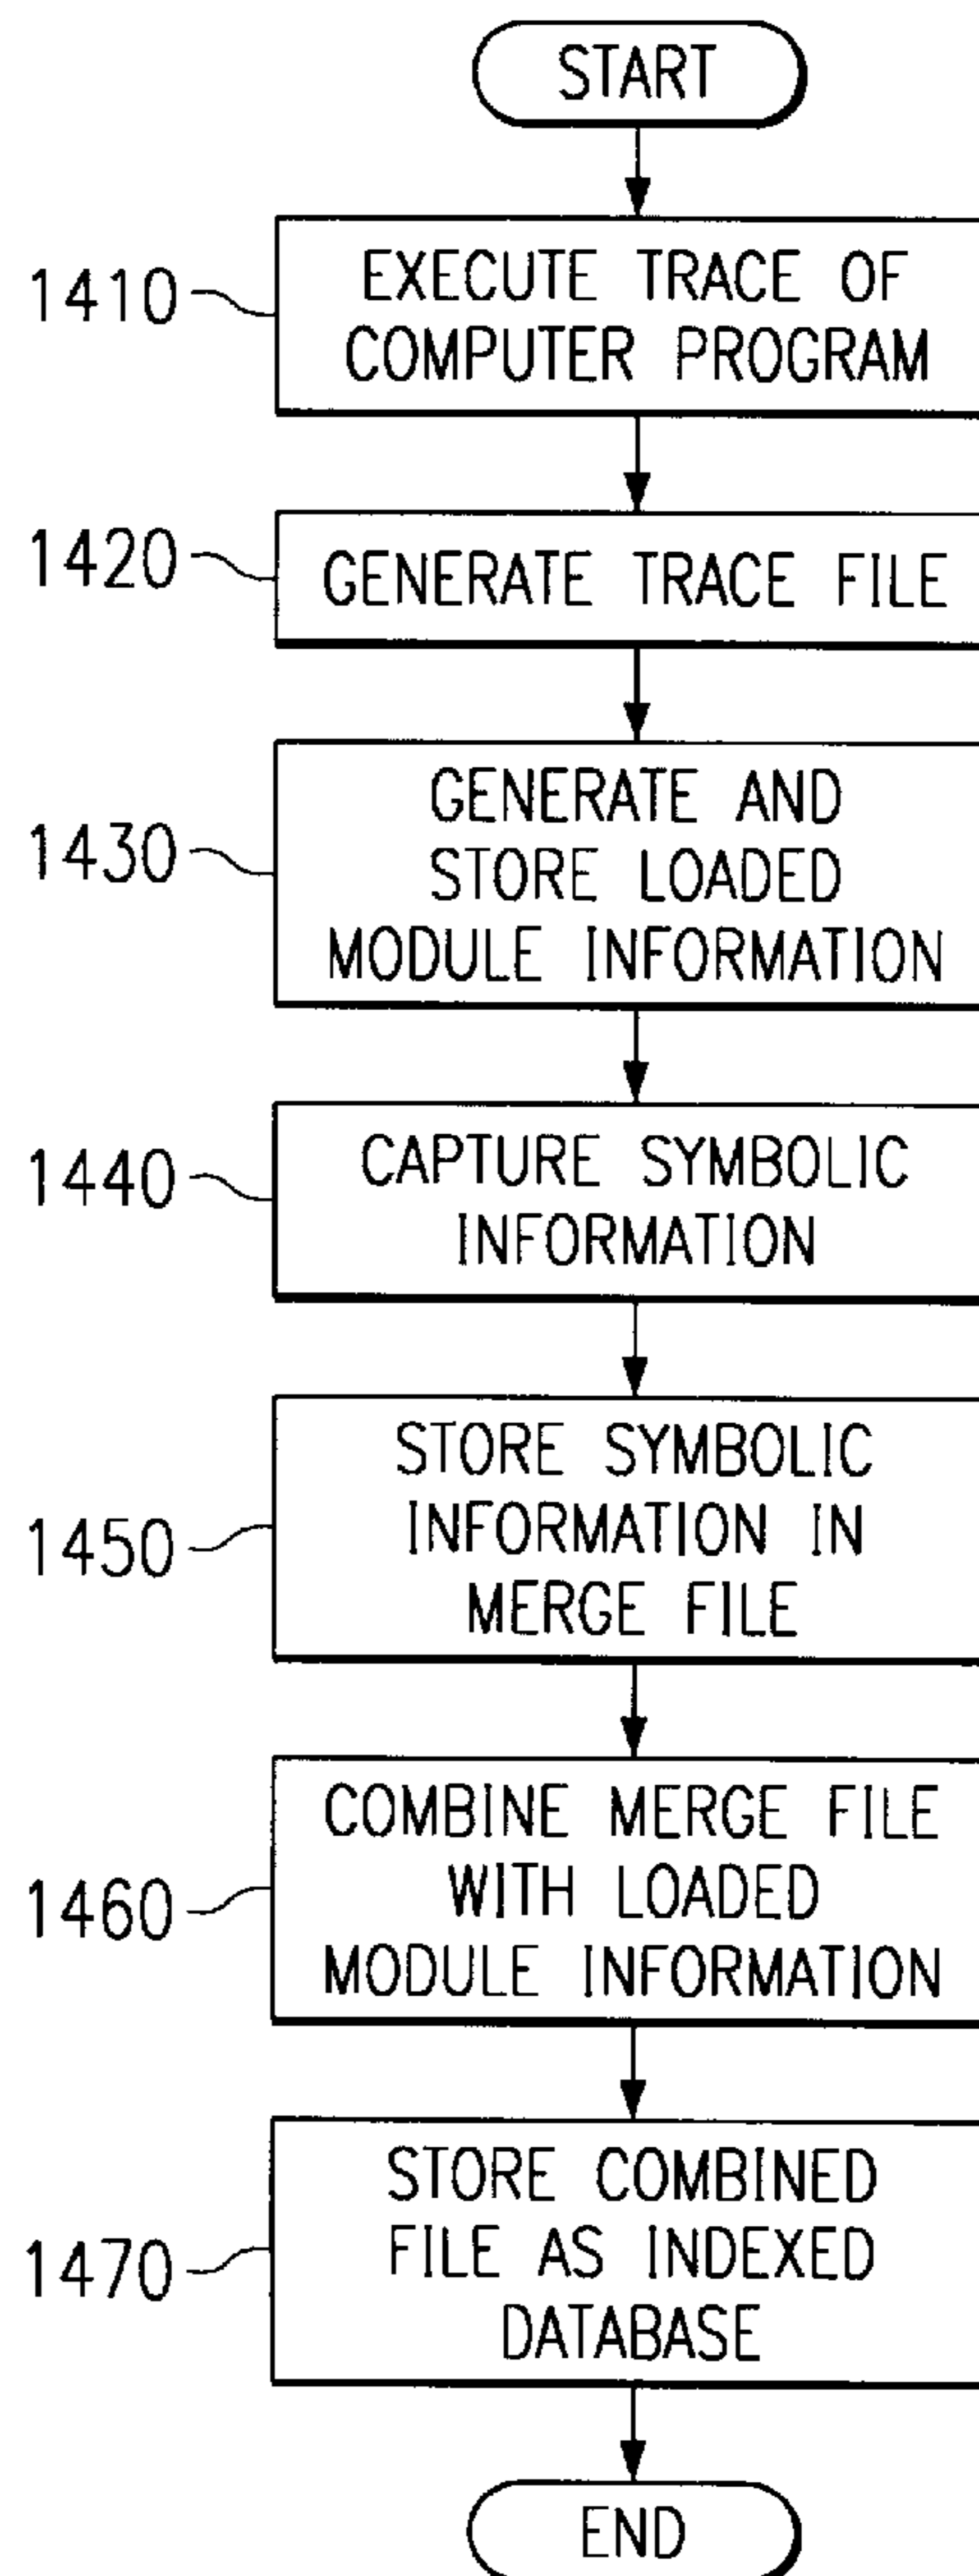 START
1410
EXECUTE TRACE OF
COMPUTER PROGRAM
1420
GENERATE TRACE FILE
1430
GENERATE AND
STORE LOADED
MODULE INFORMATION
1440
CAPTURE SYMBOLIC
INFORMATION
1450
STORE SYMBOLIC
INFORMATION IN
MERGE FILE
1460
COMBINE MERGE FILE
WITH LOADED
MODULE INFORMATION
1470
STORE COMBINED
FILE AS INDEXED
DATABASE
END